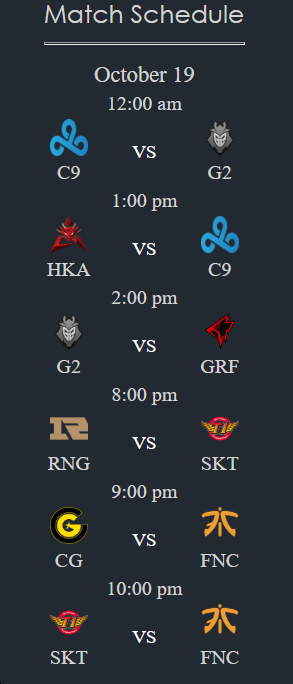 Match Schedule
October 19
12:00 am
C9 vs G2
1:00 pm
HKA vs C9
2:00 pm
G2 vs GRF
8:00 pm
RNG vs SKT
9:00 pm
CG vs FNC
10:00 pm
SKT vs FNC